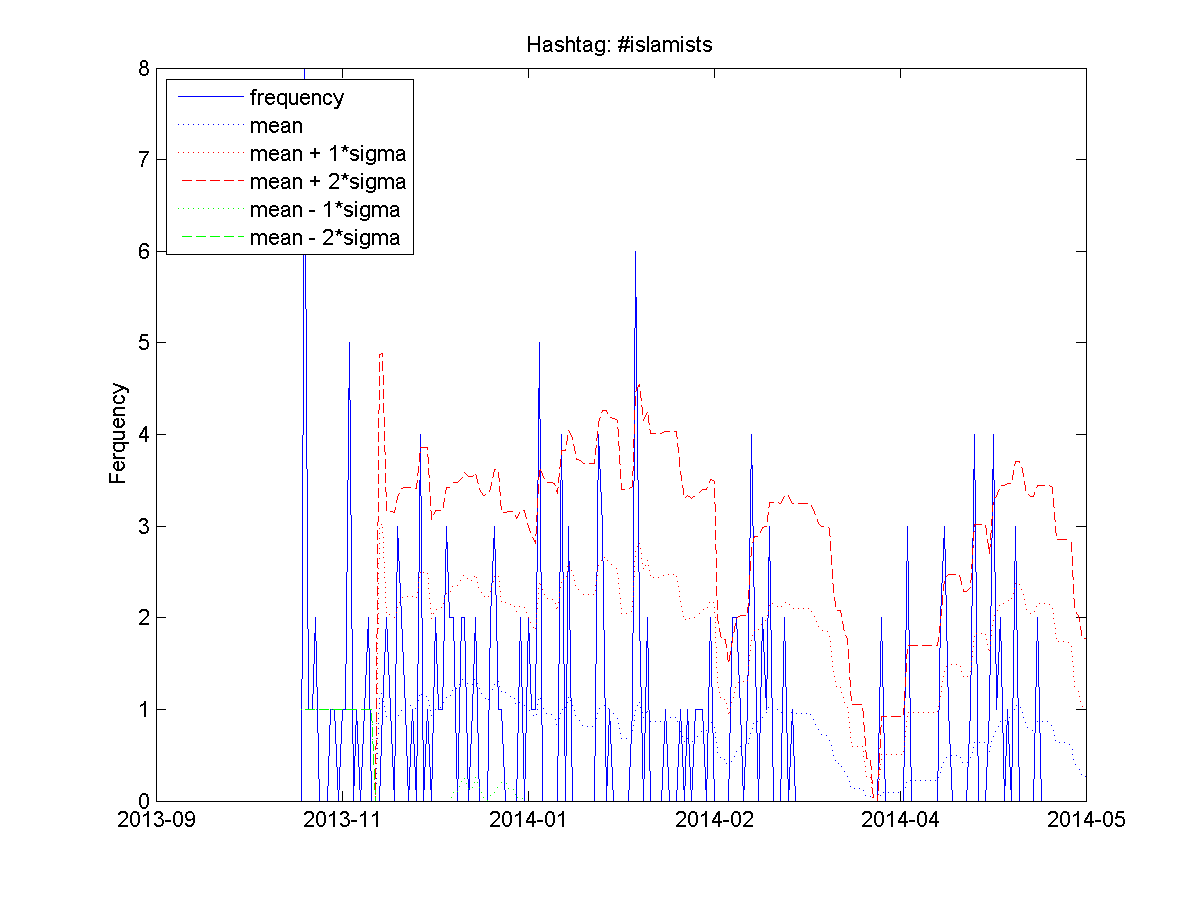 Hashtag: #islamists
8
7
6
5
4
3
2
1
0
Ferquency
frequency
mean
mean + 1*sigma
mean + 2*sigma
mean - 1*sigma
mean - 2*sigma
2013-09 2013-11 2014-01 2014-02 2014-04 2014-05